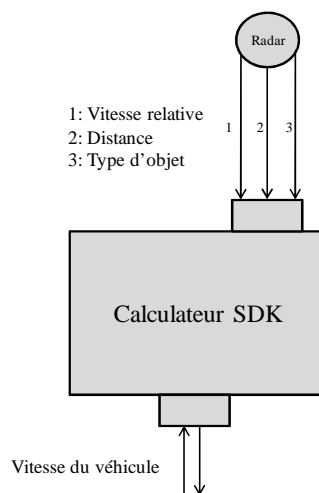 Radar
1: Vitesse relative
2: Distance
3: Type d'objet
1 2 3
Calculateur SDK
Vitesse du véhicule